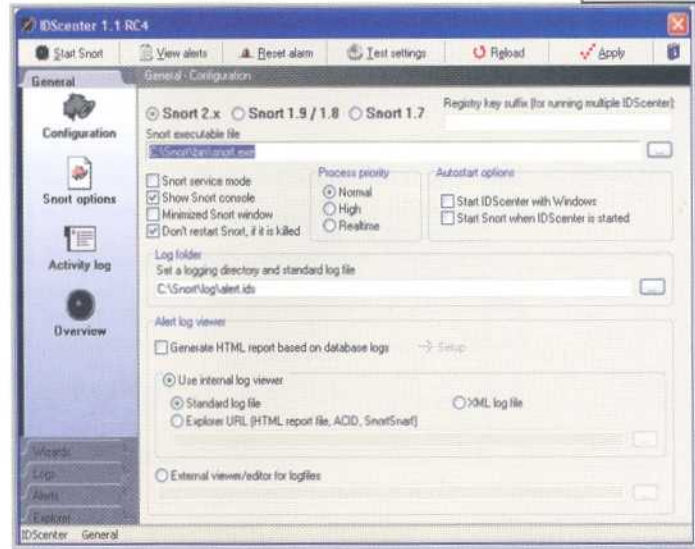 IDScenter 1.1 RC4
Start Snort View alerts Reset alarm Test settings Reload Apply
General
General - Configuration
Configuration
Snort options
Activity log
Overview
Snort 2.x Snort 1.9 / 1.8 Snort 1.7
Registry key suffix (for running multiple IDScenter)
Snort executable file
C:\Snort\bin\snort.exe
...
Snort service mode
Show Snort console
Minimized Snort window
Don't restart Snort, if it is killed
Process priority
Normal
High
Realtime
Autostart options
Start IDScenter with Windows
Start Snort when IDScenter is started
Log folder
Set a logging directory and standard log file
C:\Snort\log\alert.ids
...
Alert log viewer
Generate HTML report based on database logs -> Setup
Use internal log viewer
Standard log file XML log file
Explorer URL (HTML report file, ACID, SnortSnarf)
...
External viewer/editor for logfiles
...
Wizards
Logs
Alerts
Explorer
IDScenter General